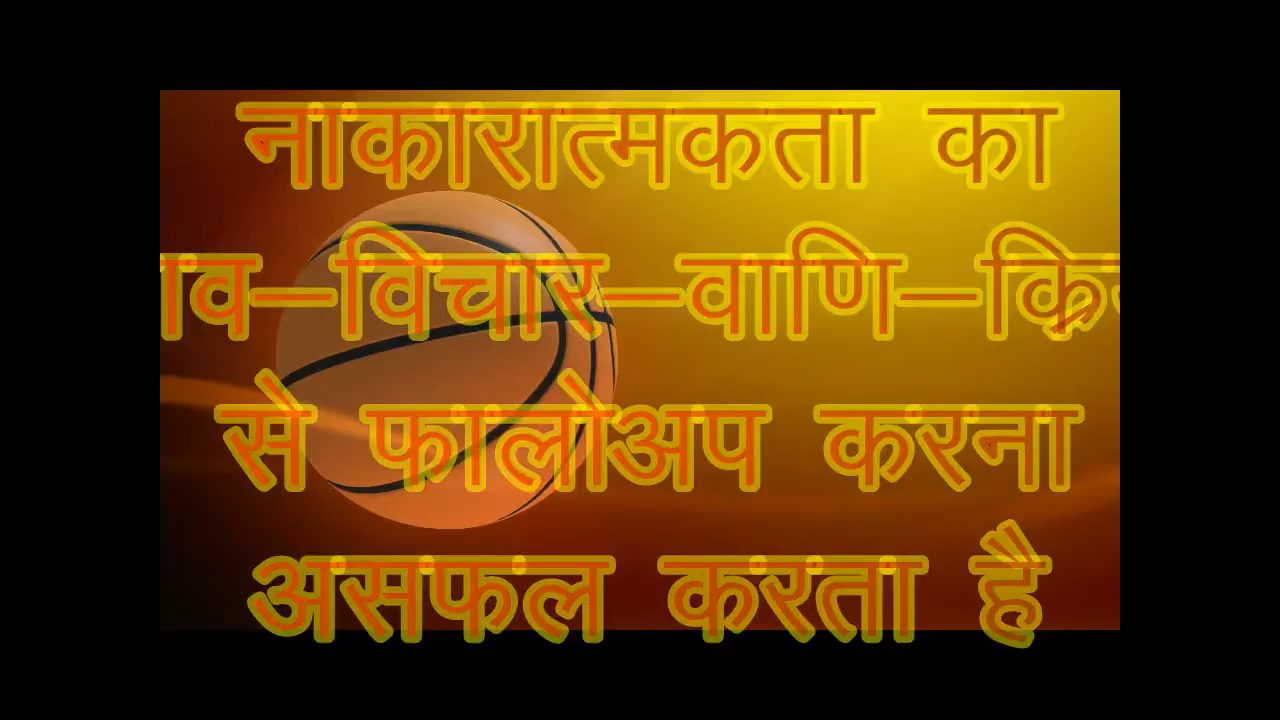 नाकारात्मकता का
विचार—वाणि
से फालोअप करना
असफल करता है